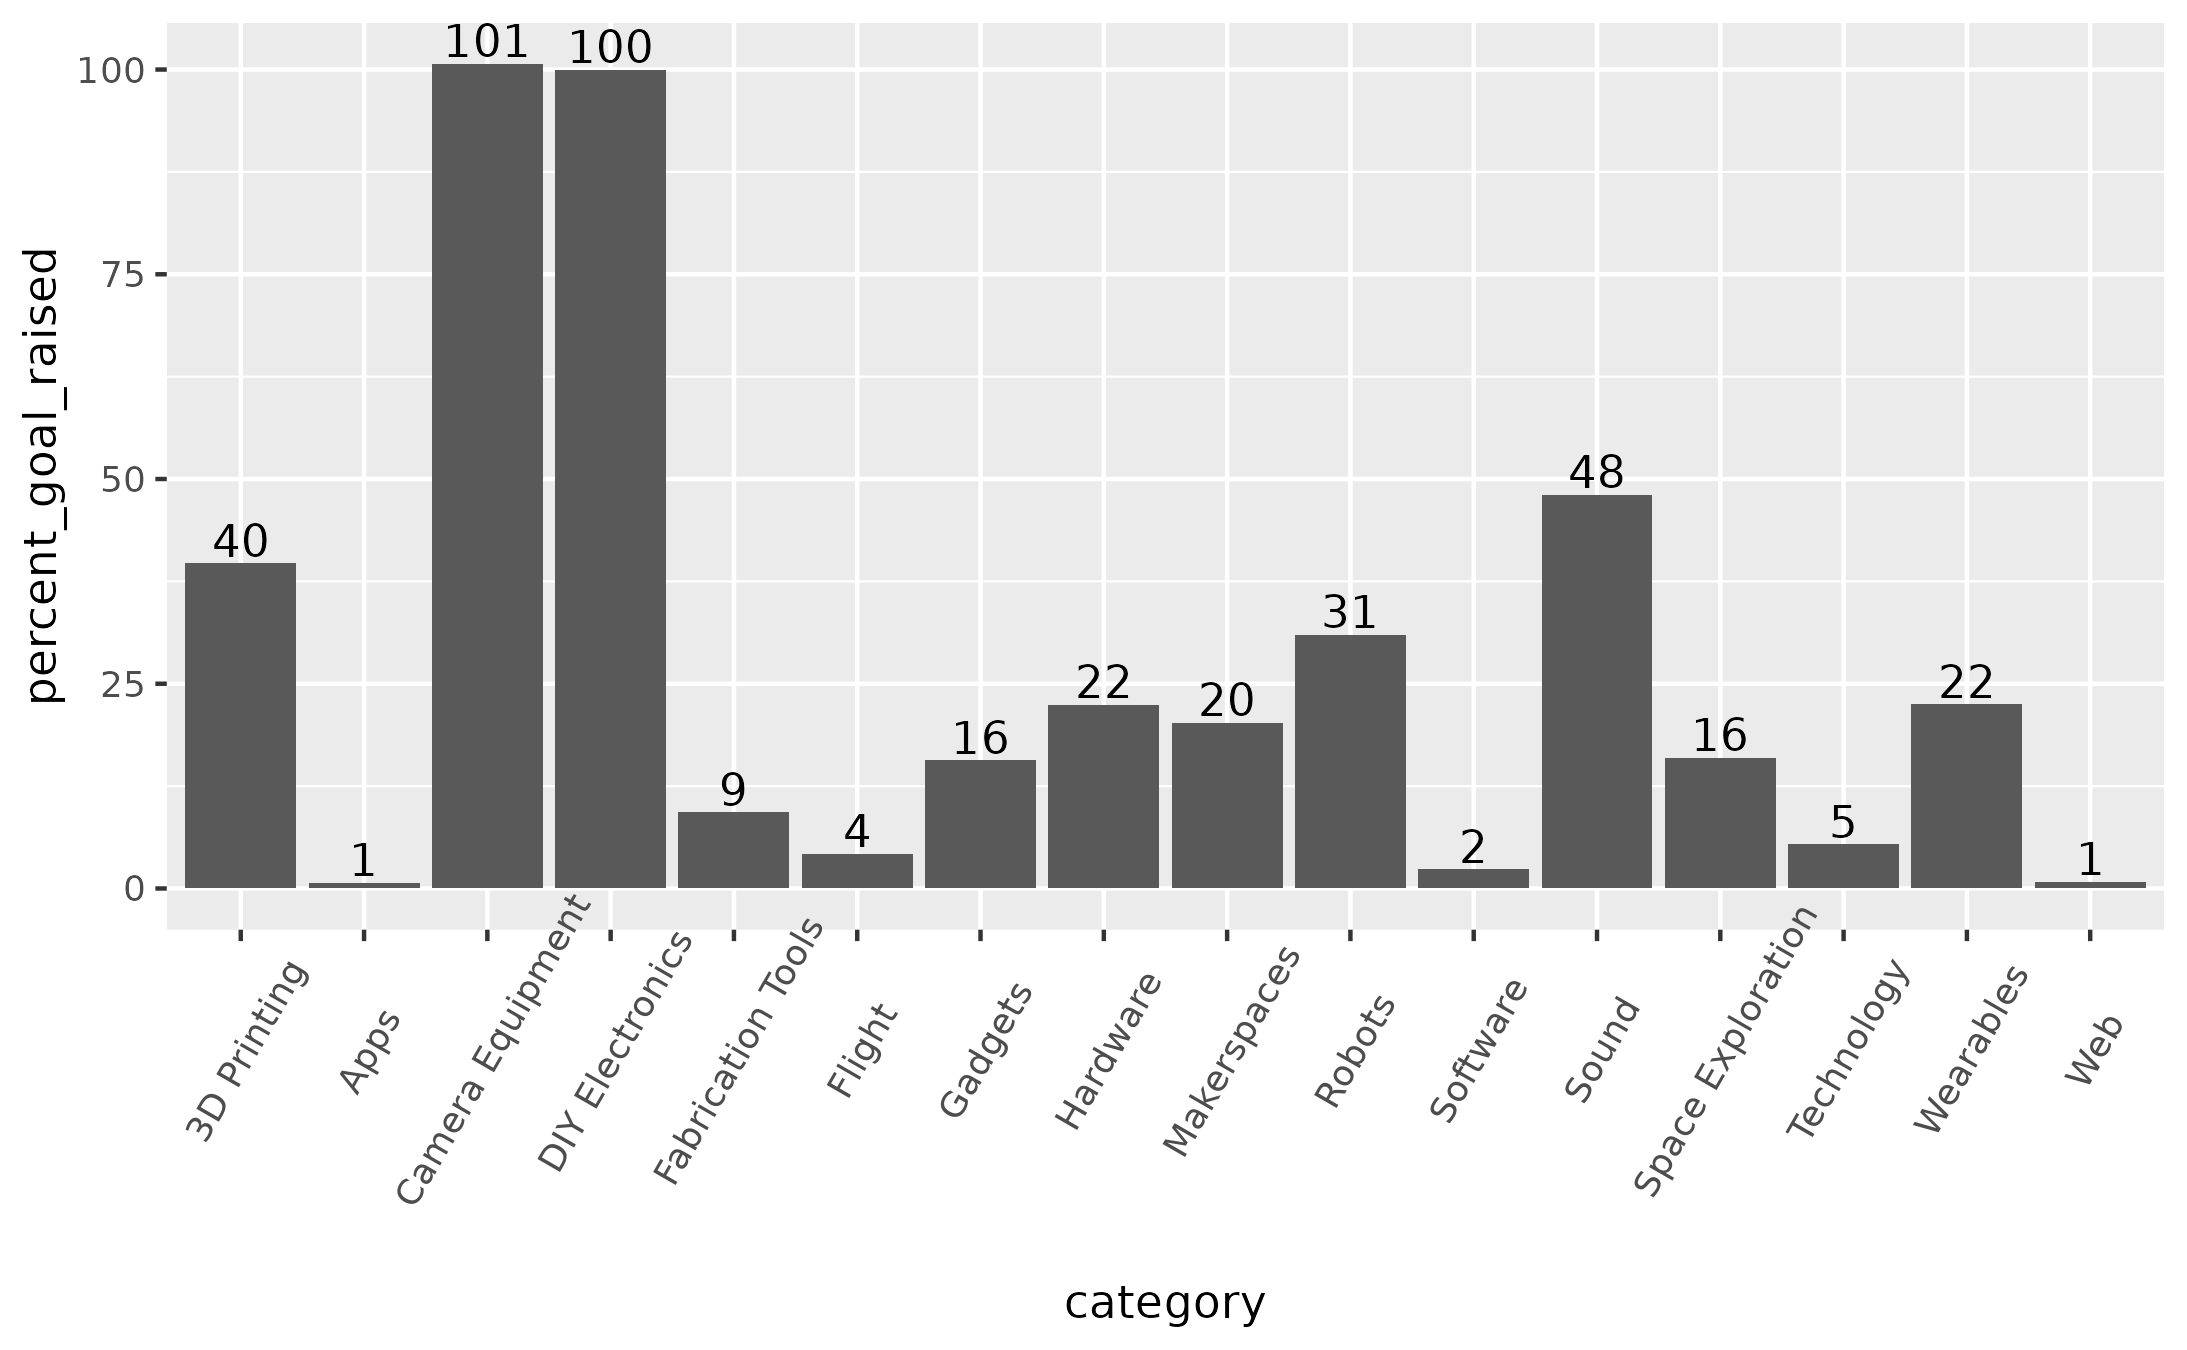 percent_goal_raised
100
75
50
25
0
40
1
101
100
9
4
16
22
20
31
2
48
16
5
22
1
3D Printing
Apps
Camera Equipment
DIY Electronics
Fabrication Tools
Flight
Gadgets
Hardware
Makerspaces
Robots
Software
Sound
Space Exploration
Technology
Wearables
Web
category